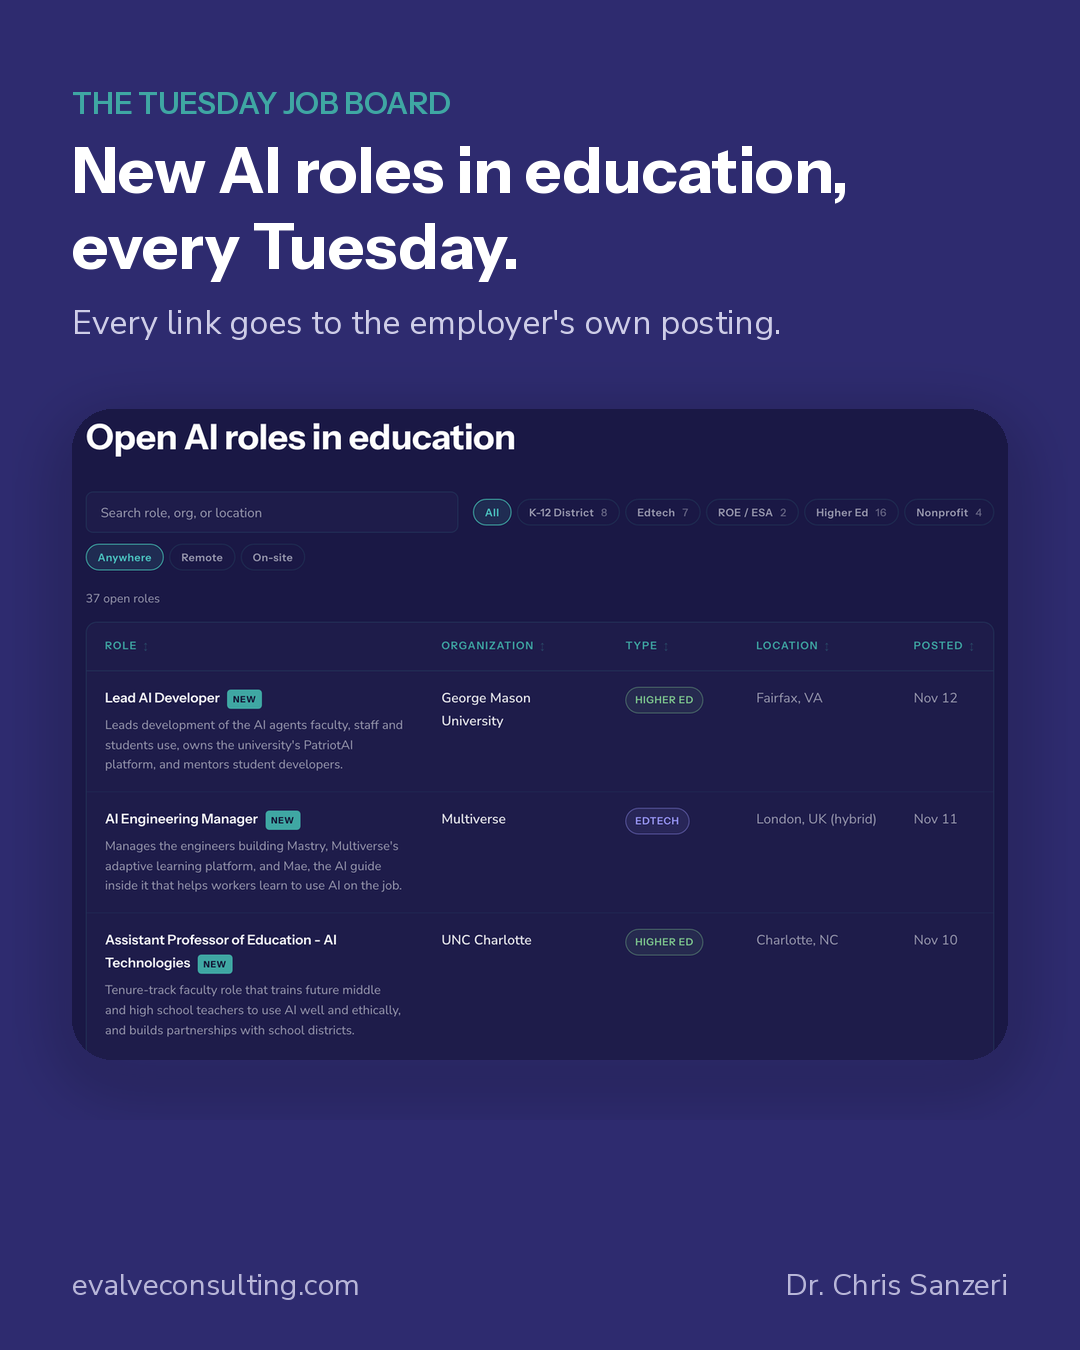 THE TUESDAY JOB BOARD
New AI roles in education,
every Tuesday.
Every link goes to the employer's own posting.
Open AI roles in education
Search role, org, or location
All K-12 District 8 Edtech 7 ROE / ESA 2 Higher Ed 16 Nonprofit 4
Anywhere Remote On-site
37 open roles
ROLE ORGANIZATION TYPE LOCATION POSTED
Lead AI Developer NEW George Mason HIGHER ED Fairfax, VA Nov 12
University
Leads development of the AI agents faculty, staff and
students use, owns the university's PatriotAI
platform, and mentors student developers.
AI Engineering Manager NEW Multiverse EDTECH London, UK (hybrid) Nov 11
Manages the engineers building Mastry, Multiverse's
adaptive learning platform, and Mae, the AI guide
inside it that helps workers learn to use AI on the job.
Assistant Professor of Education - AI UNC Charlotte HIGHER ED Charlotte, NC Nov 10
Technologies NEW
Tenure-track faculty role that trains future middle
and high school teachers to use AI well and ethically,
and builds partnerships with school districts.
evalveconsulting.com Dr. Chris Sanzeri